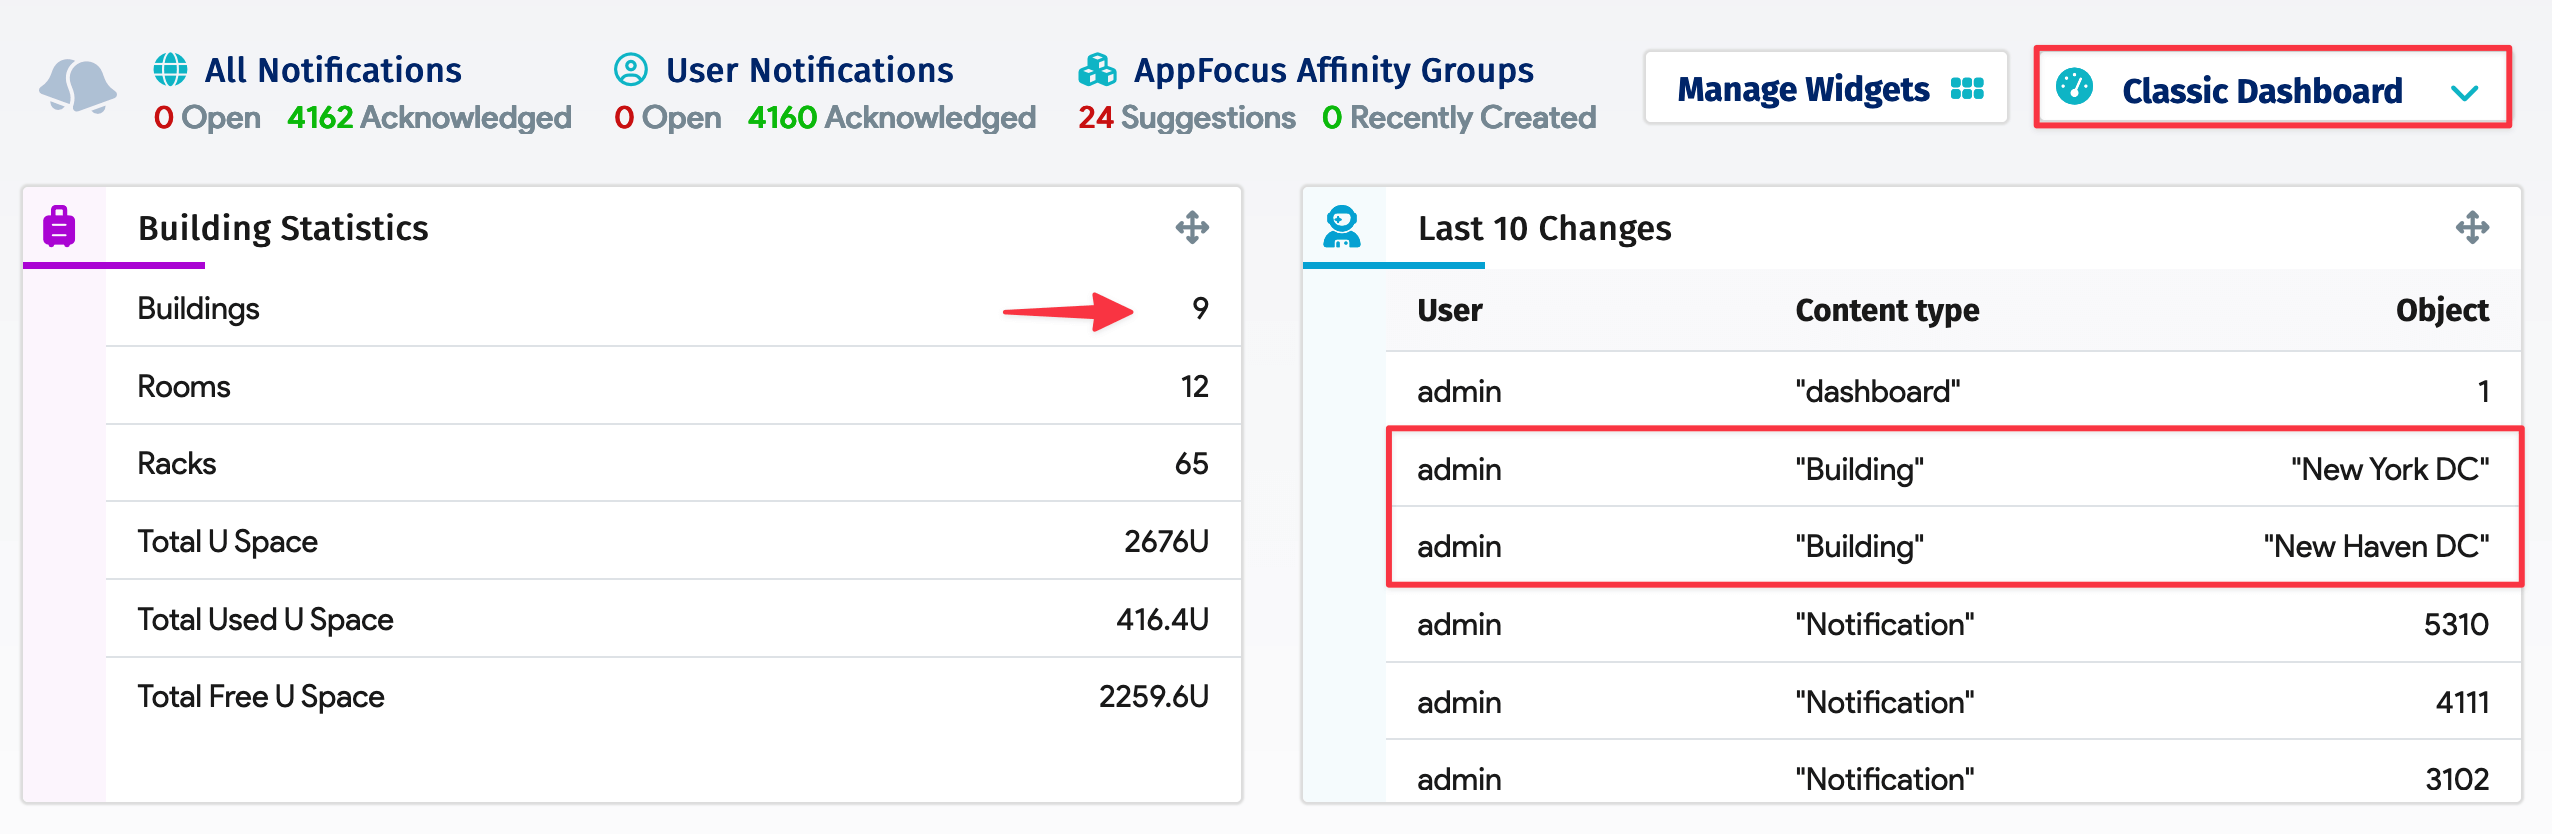 All Notifications
0 Open 4162 Acknowledged
User Notifications
0 Open 4160 Acknowledged
AppFocus Affinity Groups
24 Suggestions 0 Recently Created
Manage Widgets
Classic Dashboard
Building Statistics
Buildings 9
Rooms 12
Racks 65
Total U Space 2676U
Total Used U Space 416.4U
Total Free U Space 2259.6U
Last 10 Changes
User Content type Object
admin "dashboard" 1
admin "Building" "New York DC"
admin "Building" "New Haven DC"
admin "Notification" 5310
admin "Notification" 4111
admin "Notification" 3102